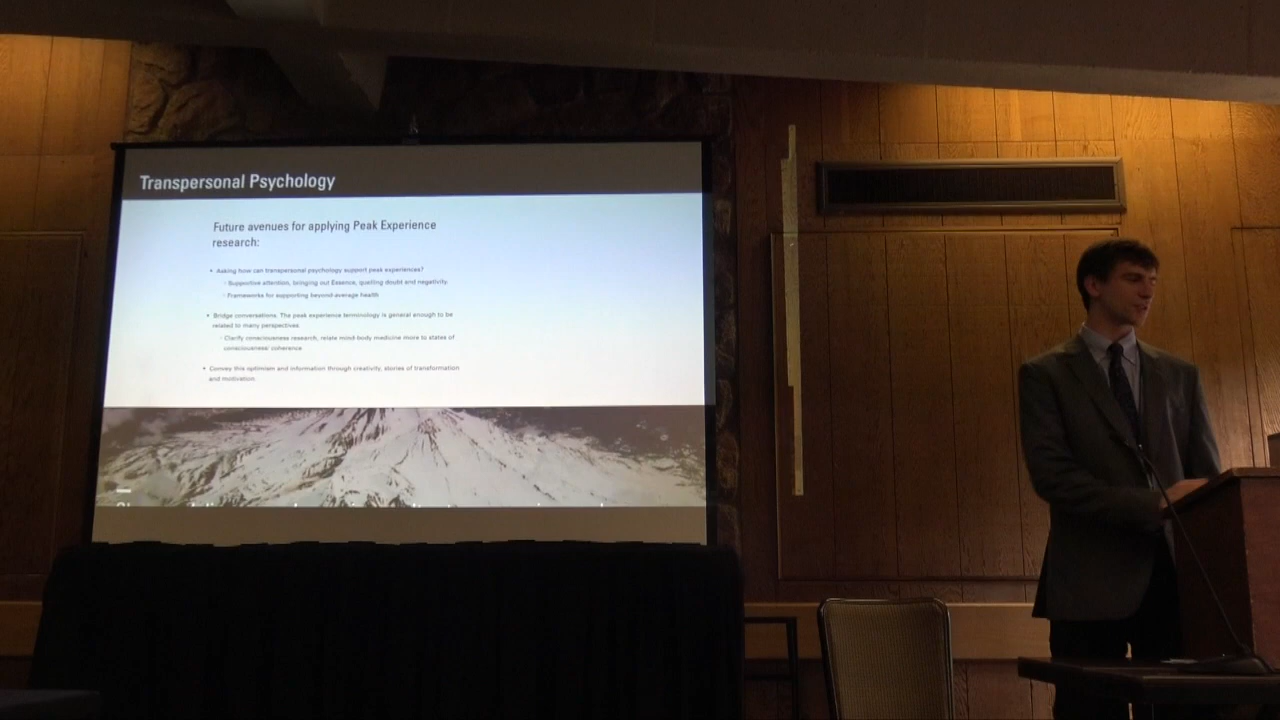 Transpersonal Psychology
Future avenues for applying Peak Experience
research:
• Asking how can transpersonal psychology support peak experiences?
◦ Supportive attention, bringing out Essence, quelling doubt and negativity.
◦ Frameworks for supporting beyond-average health
• Bridge conversations. The peak experience terminology is general enough to be
related to many perspectives
◦ Clarify consciousness research, relate mind-body medicine more to states of
consciousness' coherence
• Convey this optimism and information through creativity, stories of transformation
and motivation.